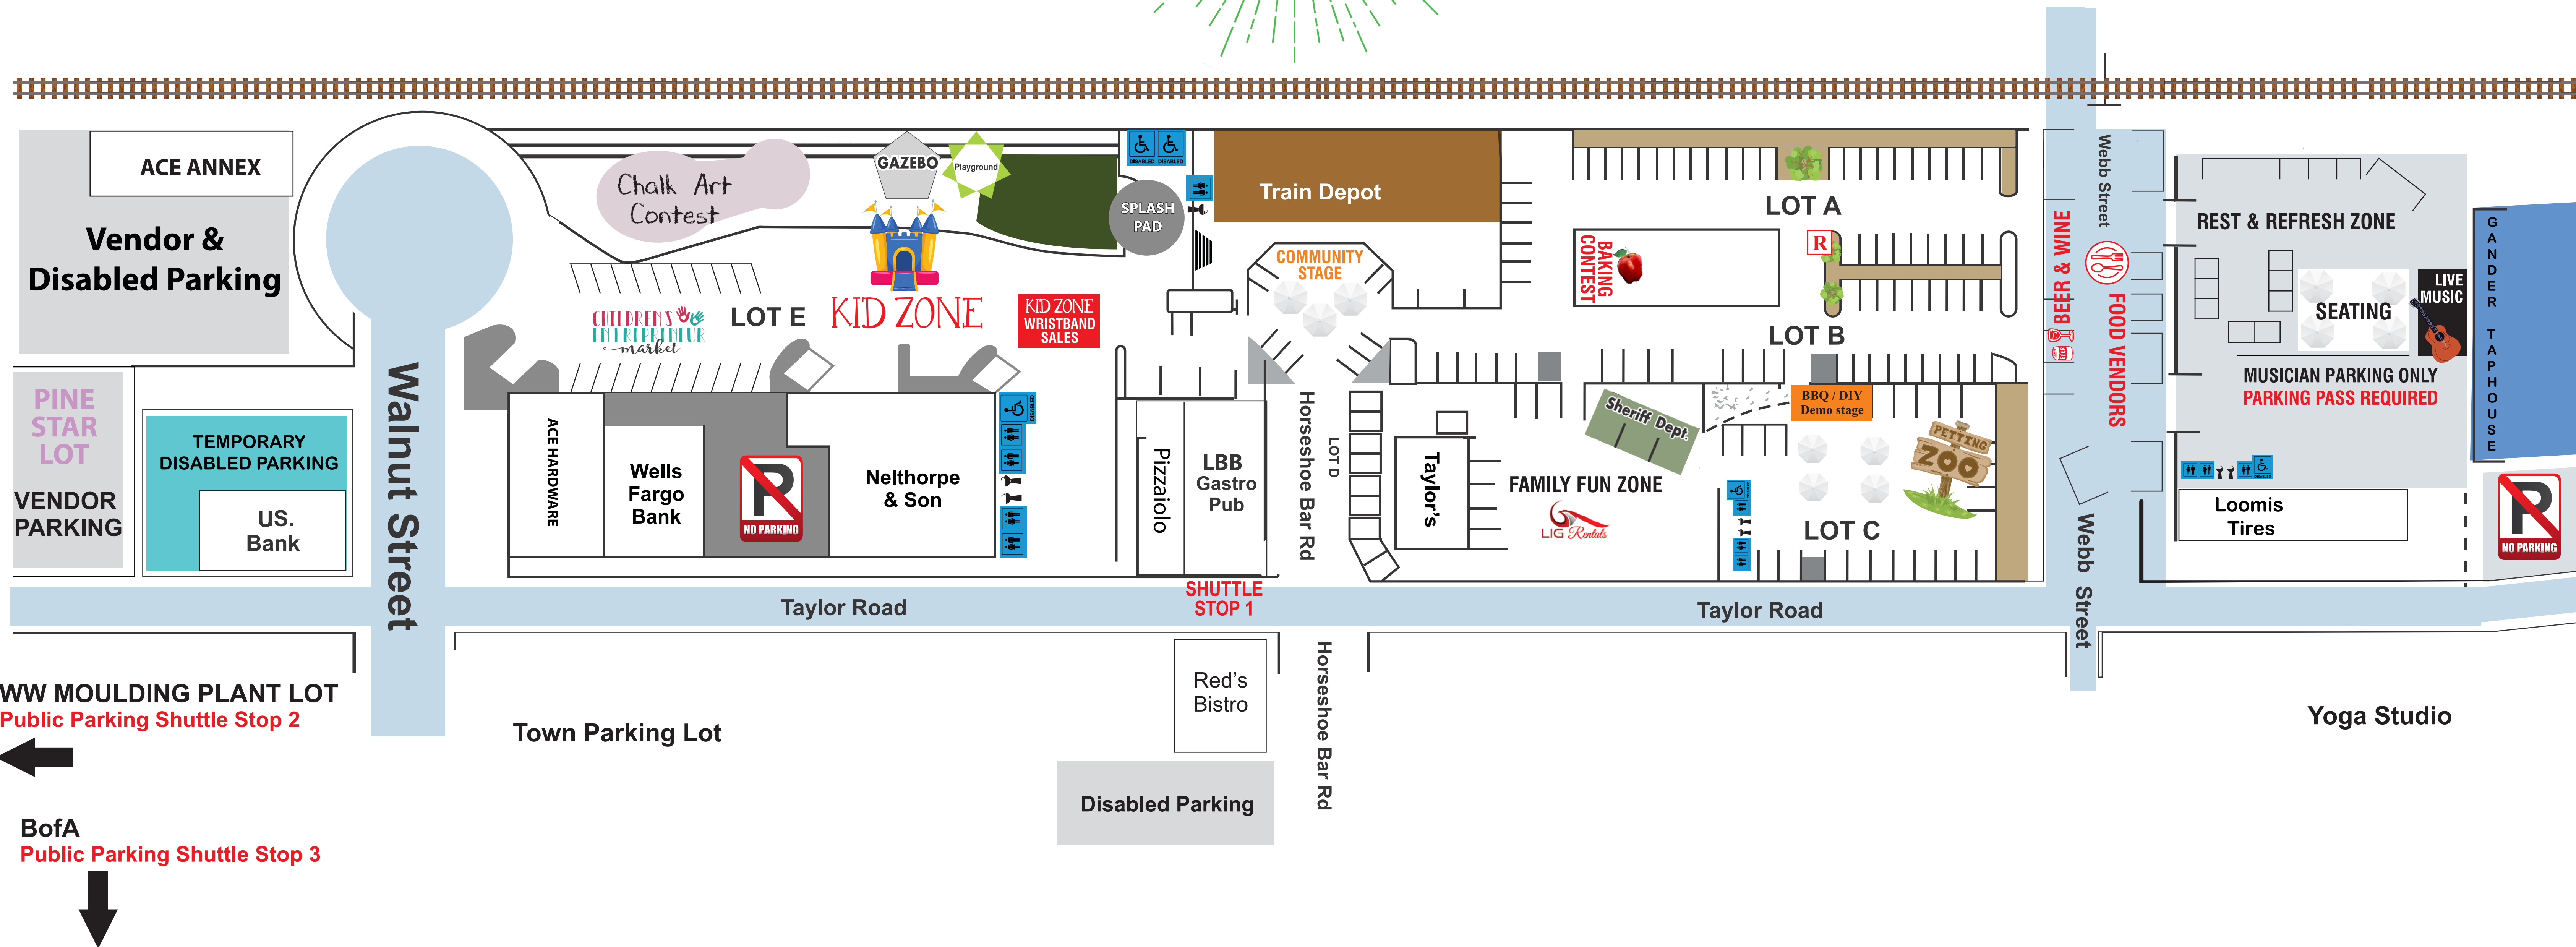 ACE ANNEX
Vendor &
Disabled Parking
PINE
STAR
LOT
VENDOR
PARKING
TEMPORARY
DISABLED PARKING
US.
Bank
Walnut Street
Chalk Art
Contest
GAZEBO
Playground
SPLASH
PAD
DISABLED
DISABLED
CHILDREN'S
ENTREPRENEUR
market
LOT E
KID ZONE
KID ZONE
WRISTBAND
SALES
ACE HARDWARE
Wells
Fargo
Bank
P
NO PARKING
Nelthorpe
& Son
DISABLED
Train Depot
COMMUNITY
STAGE
Pizzaiolo
LBB
Gastro
Pub
Horseshoe Bar Rd
LOT D
Taylor's
LOT A
BAKING
CONTEST
R
LOT B
Sheriff Dept.
BBQ / DIY
Demo stage
PETTING
ZOO
FAMILY FUN ZONE
LIG Rentals
DISABLED
LOT C
Webb Street
BEER & WINE
FOOD VENDORS
Webb Street
REST & REFRESH ZONE
SEATING
LIVE
MUSIC
MUSICIAN PARKING ONLY
PARKING PASS REQUIRED
GANDER TAPHOUSE
DISABLED
Loomis
Tires
P
NO PARKING
Taylor Road
SHUTTLE
STOP 1
Taylor Road
WW MOULDING PLANT LOT
Public Parking Shuttle Stop 2
Town Parking Lot
Red's
Bistro
Horseshoe Bar Rd
Disabled Parking
Yoga Studio
BofA
Public Parking Shuttle Stop 3